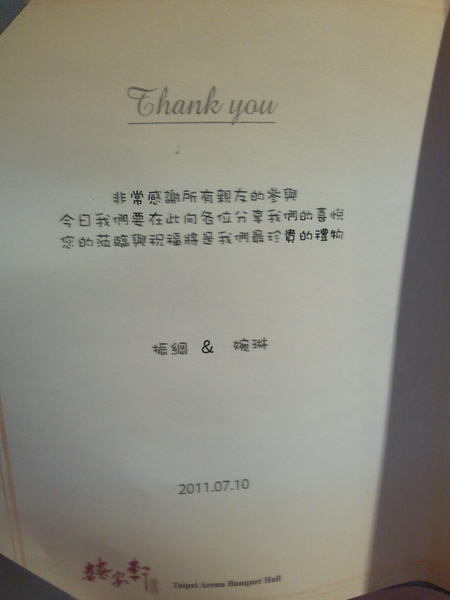 Thank you
非常感謝所有親友的參與
今日我們要在此向各位分享我們的喜悅
您的蒞臨與祝福將是我們最珍貴的禮物
振綱 & 婉琳
2011.07.10
囍宴軒
Taipei Arena Banquet Hall